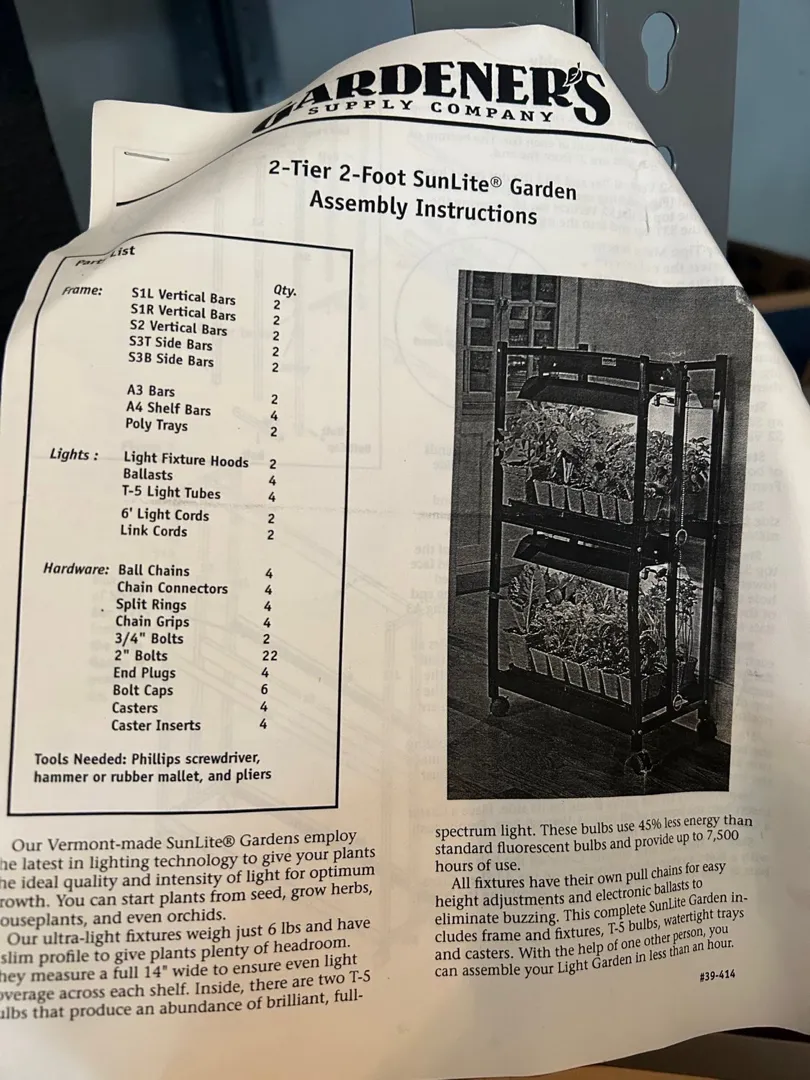 GARDENER'S
SUPPLY COMPANY
2-Tier 2-Foot SunLite® Garden
Assembly Instructions
Parts List
Frame: Qty.
S1L Vertical Bars 2
S1R Vertical Bars 2
S2 Vertical Bars 2
S3T Side Bars 2
S3B Side Bars 2
A3 Bars 2
A4 Shelf Bars 4
Poly Trays 2
Lights : Light Fixture Hoods 2
Ballasts 4
T-5 Light Tubes 4
6' Light Cords 2
Link Cords 2
Hardware: Ball Chains 4
Chain Connectors 4
Split Rings 4
Chain Grips 4
3/4" Bolts 2
2" Bolts 22
End Plugs 4
Bolt Caps 6
Casters 4
Caster Inserts 4
Tools Needed: Phillips screwdriver,
hammer or rubber mallet, and pliers
Our Vermont-made SunLite® Gardens employ
he latest in lighting technology to give your plants
he ideal quality and intensity of light for optimum
rowth. You can start plants from seed, grow herbs,
ouseplants, and even orchids.
Our ultra-light fixtures weigh just 6 lbs and have
slim profile to give plants plenty of headroom.
hey measure a full 14" wide to ensure even light
overage across each shelf. Inside, there are two T-5
ulbs that produce an abundance of brilliant, full-
spectrum light. These bulbs use 45% less energy than
standard fluorescent bulbs and provide up to 7,500
hours of use.
All fixtures have their own pull chains for easy
height adjustments and electronic ballasts to
eliminate buzzing. This complete SunLite Garden in-
cludes frame and fixtures, T-5 bulbs, watertight trays
and casters. With the help of one other person, you
can assemble your Light Garden in less than an hour.
#39-414